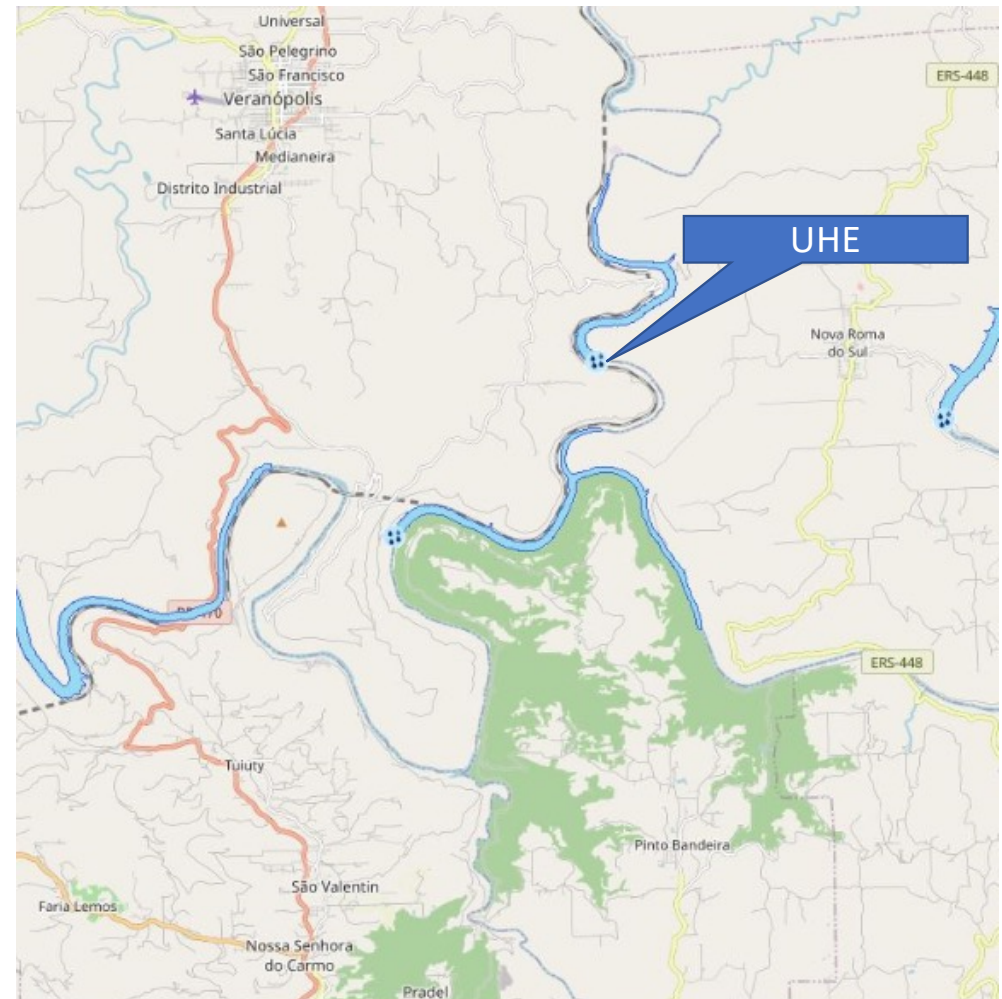 Universal
São Pelegrino
São Francisco
Veranópolis
Santa Lúcia
Medianeira
Distrito Industrial
ERS-448
UHE
Nova Roma
do Sul
ERS-448
Tuiuty
Pinto Bandeira
São Valentin
Faria Lemos
Nossa Senhora
do Carmo
Pradel